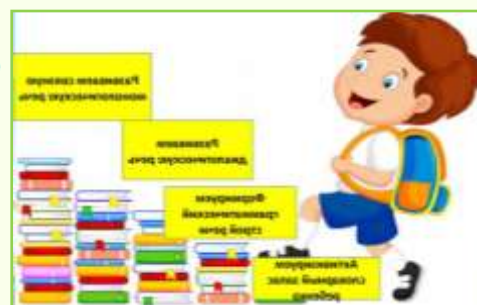 Развиваем связную
монологическую речь
Развиваем
диалогическую речь
Формируем
грамматический
строй речи
Активизируем
словарный запас
ребенка